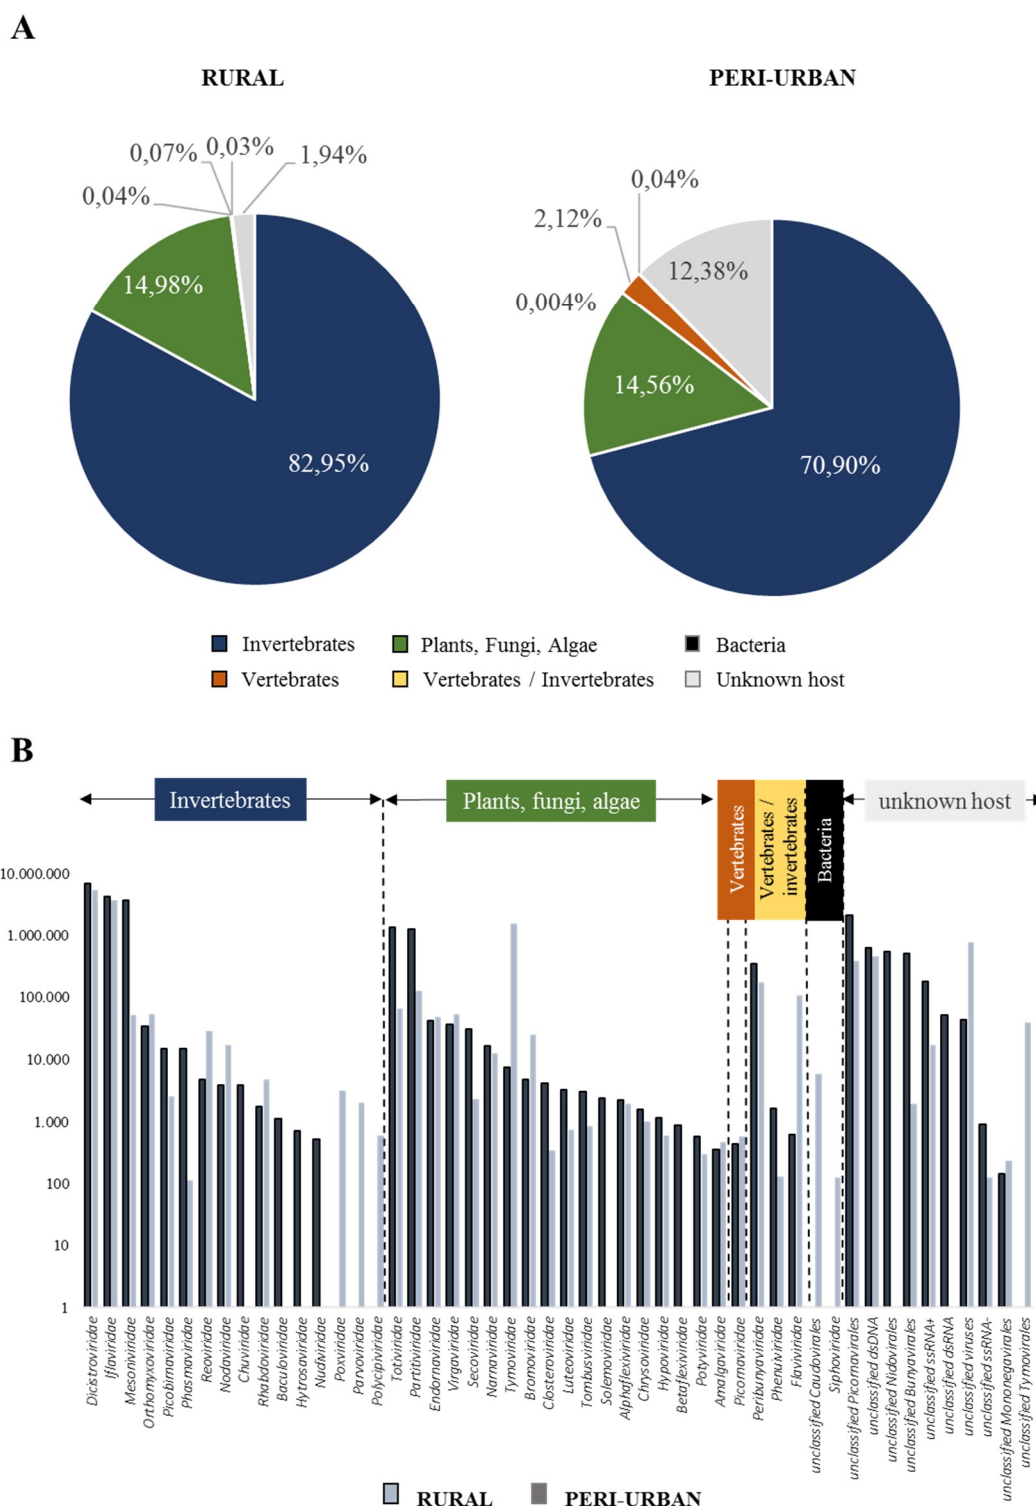 A
RURAL
PERI-URBAN
0,07% 0,03%
1,94%
0,04%
0,04%
2,12%
0,004%
14,98%
12,38%
14,56%
82,95%
70,90%
Invertebrates
Plants, Fungi, Algae
Bacteria
Vertebrates
Vertebrates / Invertebrates
Unknown host
B
Invertebrates
Plants, fungi, algae
Vertebrates
Vertebrates /
invertebrates
Bacteria
unknown host
10.000.000
1.000.000
100.000
10.000
1.000
100
10
1
Dicistroviridae
Iflaviridae
Mesoniviridae
Orthomyxoviridae
Picobirnaviridae
Phasmaviridae
Reoviridae
Nodaviridae
Chuviridae
Rhabdoviridae
Baculoviridae
Hytrosaviridae
Nudiviridae
Poxviridae
Parvoviridae
Polycipiviridae
Totiviridae
Partitiviridae
Endornaviridae
Virgaviridae
Secoviridae
Narnaviridae
Tymoviridae
Bromoviridae
Closteroviridae
Luteoviridae
Tombusviridae
Solemoviridae
Alphaflexiviridae
Chrysoviridae
Hypoviridae
Betaflexiviridae
Potyviridae
Amalgaviridae
Picornaviridae
Peribunyaviridae
Phenuiviridae
Flaviviridae
unclassified Caudovirales
Siphoviridae
unclassified Picornavirales
unclassified dsDNA
unclassified Nidovirales
unclassified Bunyavirales
unclassified ssRNA+
unclassified dsRNA
unclassified viruses
unclassified ssRNA-
unclassified Mononegavirales
unclassified Tymovirales
RURAL
PERI-URBAN